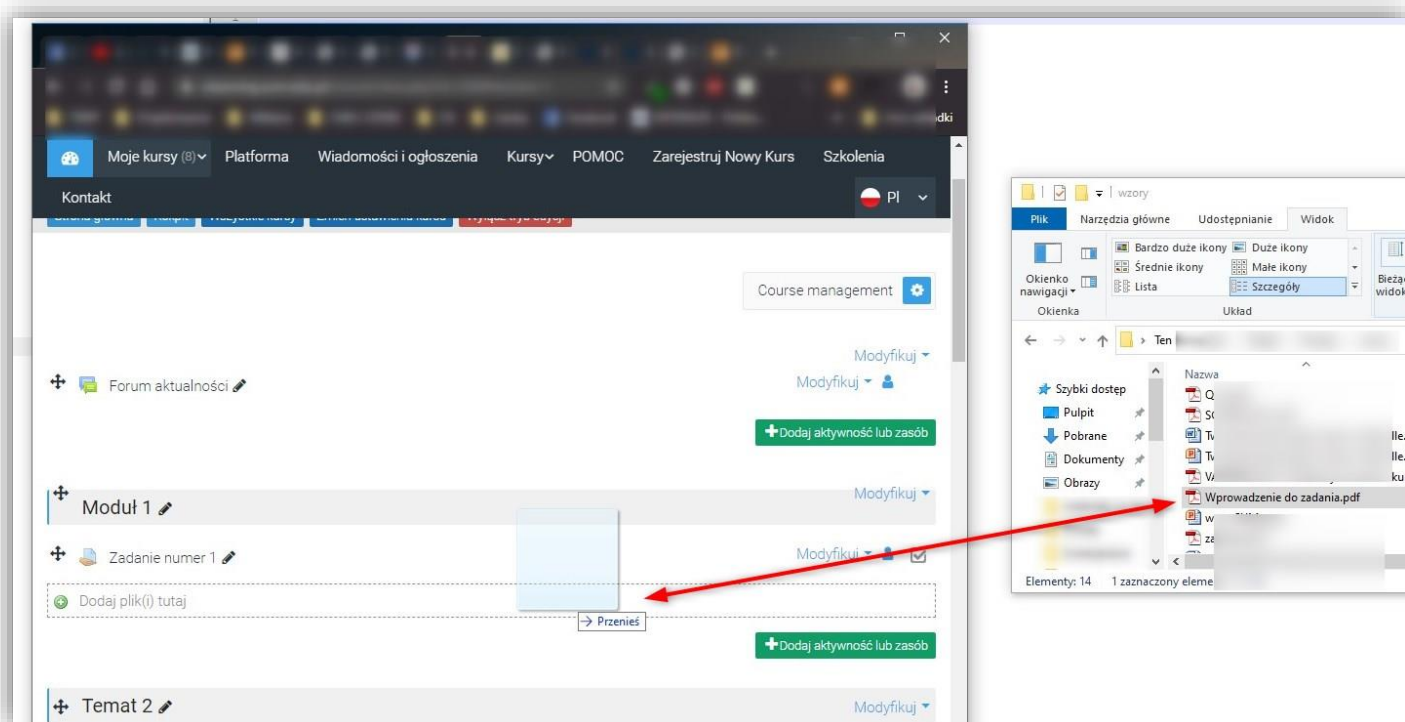 Moje kursy (8) Platforma Wiadomości i ogłoszenia Kursy POMOC Zarejestruj Nowy Kurs Szkolenia
Kontakt Pl
Course management
Modyfikuj
Forum aktualności Modyfikuj
Dodaj aktywność lub zasób
Moduł 1 Modyfikuj
Zadanie numer 1 Modyfikuj
Dodaj plik(i) tutaj
Przenieś
Dodaj aktywność lub zasób
Temat 2 Modyfikuj
wzory
Plik Narzędzia główne Udostępnianie Widok
Bardzo duże ikony Duże ikony
Średnie ikony Małe ikony
Lista Szczegóły
Okienko
nawigacji
widok
Okienka Układ
Ten
Nazwa
Szybki dostęp
Pulpit
Pobrane
Dokumenty
Obrazy
Wprowadzenie do zadania.pdf
Elementy: 14 1 zaznaczony